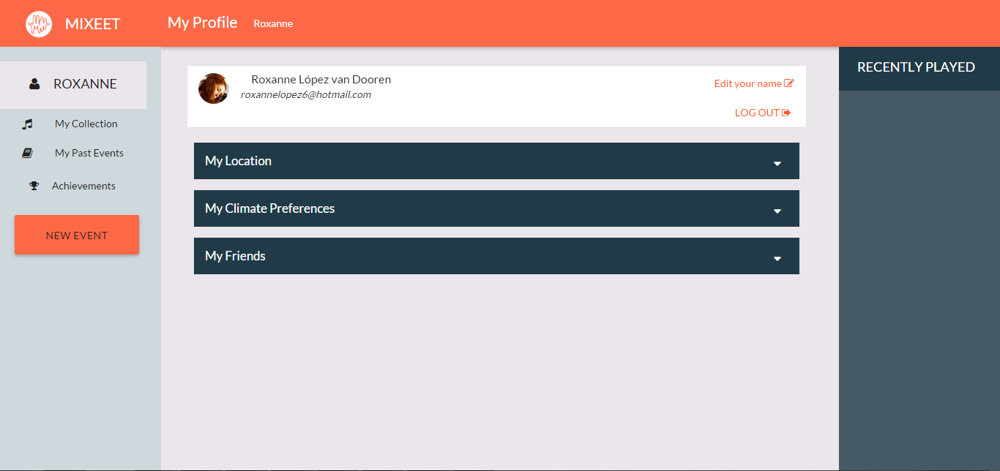 MIXEET
My Profile Roxanne
ROXANNE
My Collection
My Past Events
Achievements
NEW EVENT
Roxanne López van Dooren
roxannelopez6@hotmail.com
Edit your name
LOG OUT
My Location
My Climate Preferences
My Friends
RECENTLY PLAYED